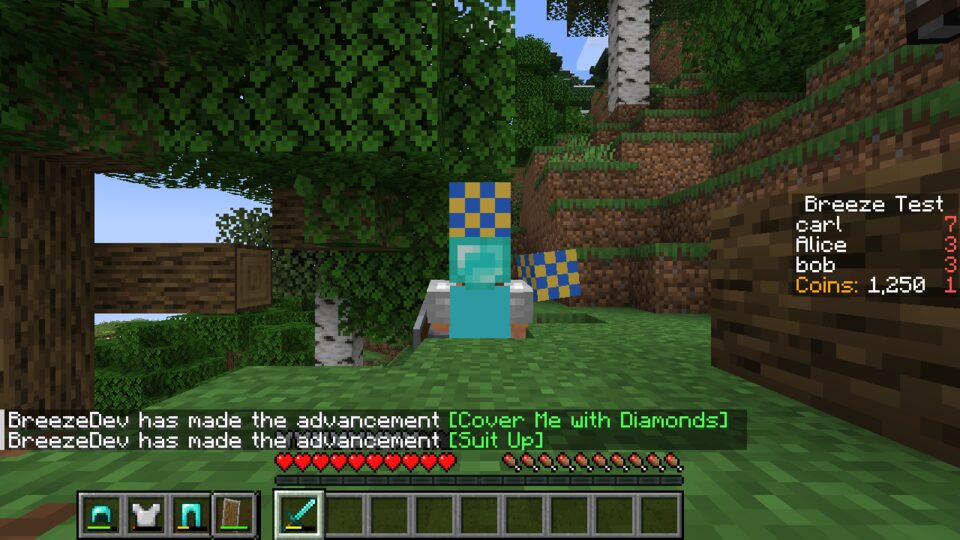 Breeze Test
carl 7
Alice 3
bob 3
Coins: 1,250 1
BreezeDev has made the advancement [Cover Me with Diamonds]
BreezeDev has made the advancement [Suit Up]